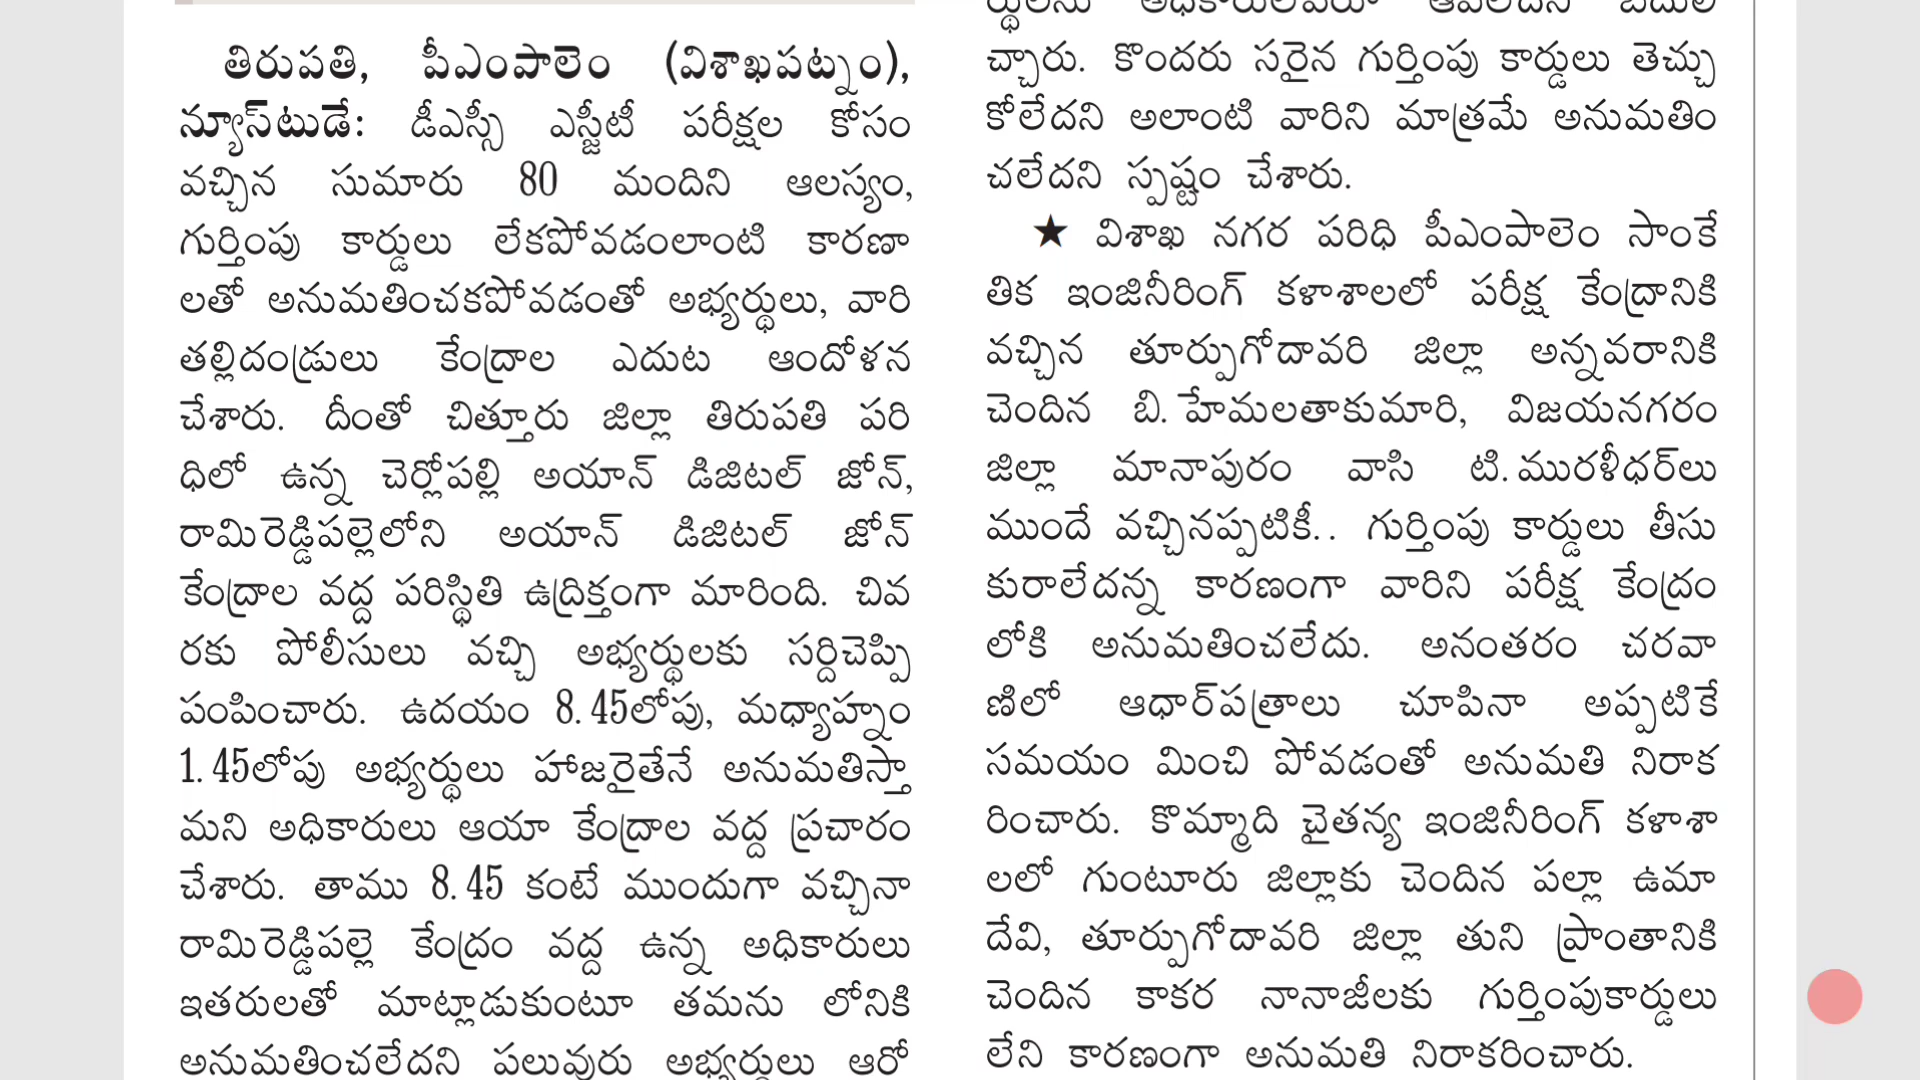 తిరుపతి, పీఎంపాలెం (విశాఖపట్నం),
న్యూస్‌టుడే: డీఎస్సీ ఎస్జీటీ పరీక్షల కోసం
వచ్చిన సుమారు 80 మందిని ఆలస్యం,
గుర్తింపు కార్డులు లేకపోవడంలాంటి కారణా
లతో అనుమతించకపోవడంతో అభ్యర్థులు, వారి
తల్లిదండ్రులు కేంద్రాల ఎదుట ఆందోళన
చేశారు. దీంతో చిత్తూరు జిల్లా తిరుపతి పరి
ధిలో ఉన్న చెర్లోపల్లి అయాన్ డిజిటల్ జోన్,
రామిరెడ్డిపల్లెలోని అయాన్ డిజిటల్ జోన్
కేంద్రాల వద్ద పరిస్థితి ఉద్రిక్తంగా మారింది. చివ
రకు పోలీసులు వచ్చి అభ్యర్థులకు సర్దిచెప్పి
పంపించారు. ఉదయం 8.45లోపు, మధ్యాహ్నం
1.45లోపు అభ్యర్థులు హాజరైతేనే అనుమతిస్తా
మని అధికారులు ఆయా కేంద్రాల వద్ద ప్రచారం
చేశారు. తాము 8.45 కంటే ముందుగా వచ్చినా
రామిరెడ్డిపల్లె కేంద్రం వద్ద ఉన్న అధికారులు
ఇతరులతో మాట్లాడుకుంటూ తమను లోనికి
అనుమతించలేదని పలువురు అభ్యర్థులు ఆరో
చ్చారు. కొందరు సరైన గుర్తింపు కార్డులు తెచ్చు
కోలేదని అలాంటి వారిని మాత్రమే అనుమతిం
చలేదని స్పష్టం చేశారు.
★ విశాఖ నగర పరిధి పీఎంపాలెం సాంకే
తిక ఇంజినీరింగ్ కళాశాలలో పరీక్ష కేంద్రానికి
వచ్చిన తూర్పుగోదావరి జిల్లా అన్నవరానికి
చెందిన బి.హేమలతాకుమారి, విజయనగరం
జిల్లా మానాపురం వాసి టి.మురళీధర్‌లు
ముందే వచ్చినప్పటికీ.. గుర్తింపు కార్డులు తీసు
కురాలేదన్న కారణంగా వారిని పరీక్ష కేంద్రం
లోకి అనుమతించలేదు. అనంతరం చరవా
ణిలో ఆధార్‌పత్రాలు చూపినా అప్పటికే
సమయం మించి పోవడంతో అనుమతి నిరాక
రించారు. కొమ్మాది చైతన్య ఇంజినీరింగ్ కళాశా
లలో గుంటూరు జిల్లాకు చెందిన పల్లా ఉమా
దేవి, తూర్పుగోదావరి జిల్లా తుని ప్రాంతానికి
చెందిన కాకర నానాజీలకు గుర్తింపుకార్డులు
లేని కారణంగా అనుమతి నిరాకరించారు.